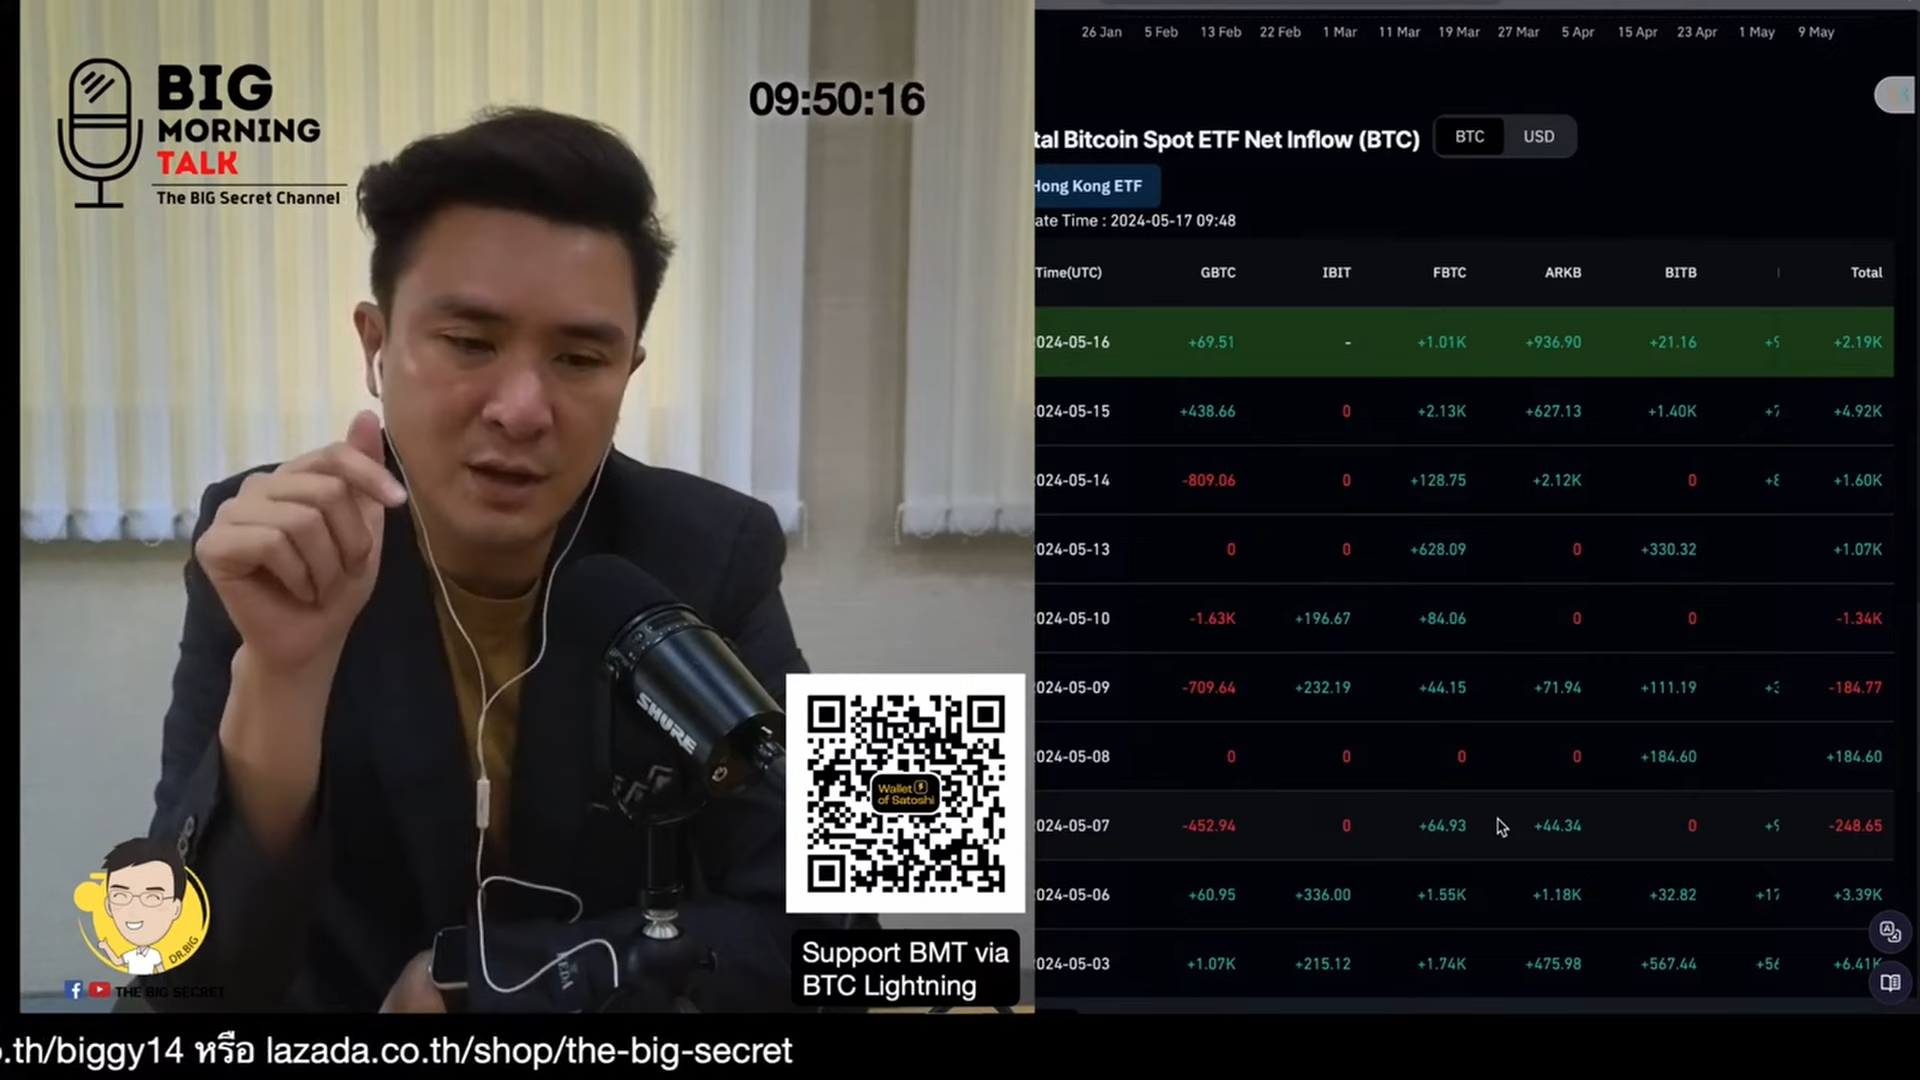 BIG
MORNING
TALK
The BIG Secret Channel
09:50:16
SHURE
Wallet
of Satoshi
Support BMT via
BTC Lightning
DR.BIG
THE BIG SECRET
26 Jan 5 Feb 13 Feb 22 Feb 1 Mar 11 Mar 19 Mar 27 Mar 5 Apr 15 Apr 23 Apr 1 May 9 May
tal Bitcoin Spot ETF Net Inflow (BTC) BTC USD
Hong Kong ETF
ate Time : 2024-05-17 09:48
Time(UTC) GBTC IBIT FBTC ARKB BITB Total
024-05-16 +69.51 - +1.01K +936.90 +21.16 +9 +2.19K
024-05-15 +438.66 0 +2.13K +627.13 +1.40K +7 +4.92K
024-05-14 -809.06 0 +128.75 +2.12K 0 +8 +1.60K
024-05-13 0 0 +628.09 0 +330.32 +1.07K
024-05-10 -1.63K +196.67 +84.06 0 0 -1.34K
024-05-09 -709.64 +232.19 +44.15 +71.94 +111.19 +3 -184.77
024-05-08 0 0 0 0 +184.60 +184.60
024-05-07 -452.94 0 +64.93 +44.34 0 +9 -248.65
024-05-06 +60.95 +336.00 +1.55K +1.18K +32.82 +17 +3.39K
024-05-03 +1.07K +215.12 +1.74K +475.98 +567.44 +56 +6.41K
o.th/biggy14 หรือ lazada.co.th/shop/the-big-secret